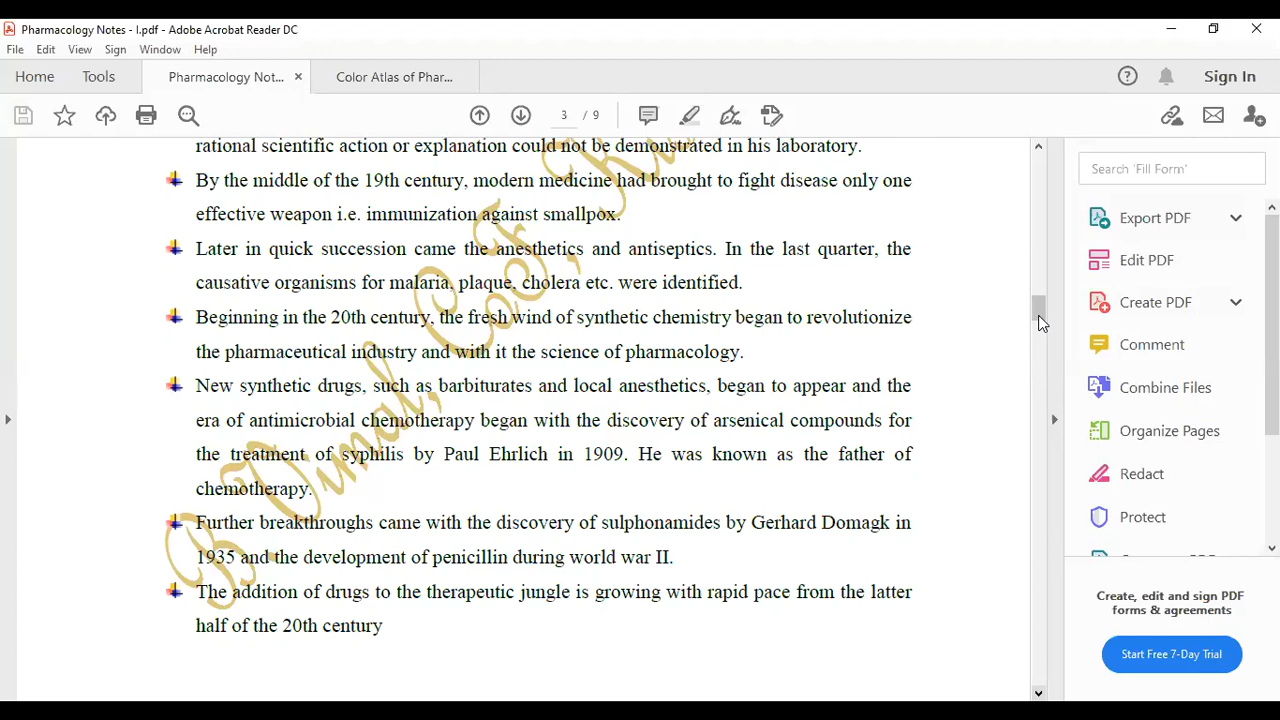 Pharmacology Notes - I.pdf - Adobe Acrobat Reader DC
File Edit View Sign Window Help
Home Tools Pharmacology Not... × Color Atlas of Phar... Sign In
3 / 9
rational scientific action or explanation could not be demonstrated in his laboratory.
By the middle of the 19th century, modern medicine had brought to fight disease only one
effective weapon i.e. immunization against smallpox.
Later in quick succession came the anesthetics and antiseptics. In the last quarter, the
causative organisms for malaria, plaque, cholera etc. were identified.
Beginning in the 20th century, the fresh wind of synthetic chemistry began to revolutionize
the pharmaceutical industry and with it the science of pharmacology.
New synthetic drugs, such as barbiturates and local anesthetics, began to appear and the
era of antimicrobial chemotherapy began with the discovery of arsenical compounds for
the treatment of syphilis by Paul Ehrlich in 1909. He was known as the father of
chemotherapy.
Further breakthroughs came with the discovery of sulphonamides by Gerhard Domagk in
1935 and the development of penicillin during world war II.
The addition of drugs to the therapeutic jungle is growing with rapid pace from the latter
half of the 20th century
B. Vimal, CoF,
Search 'Fill Form'
Export PDF
Edit PDF
Create PDF
Comment
Combine Files
Organize Pages
Redact
Protect
Create, edit and sign PDF
forms & agreements
Start Free 7-Day Trial